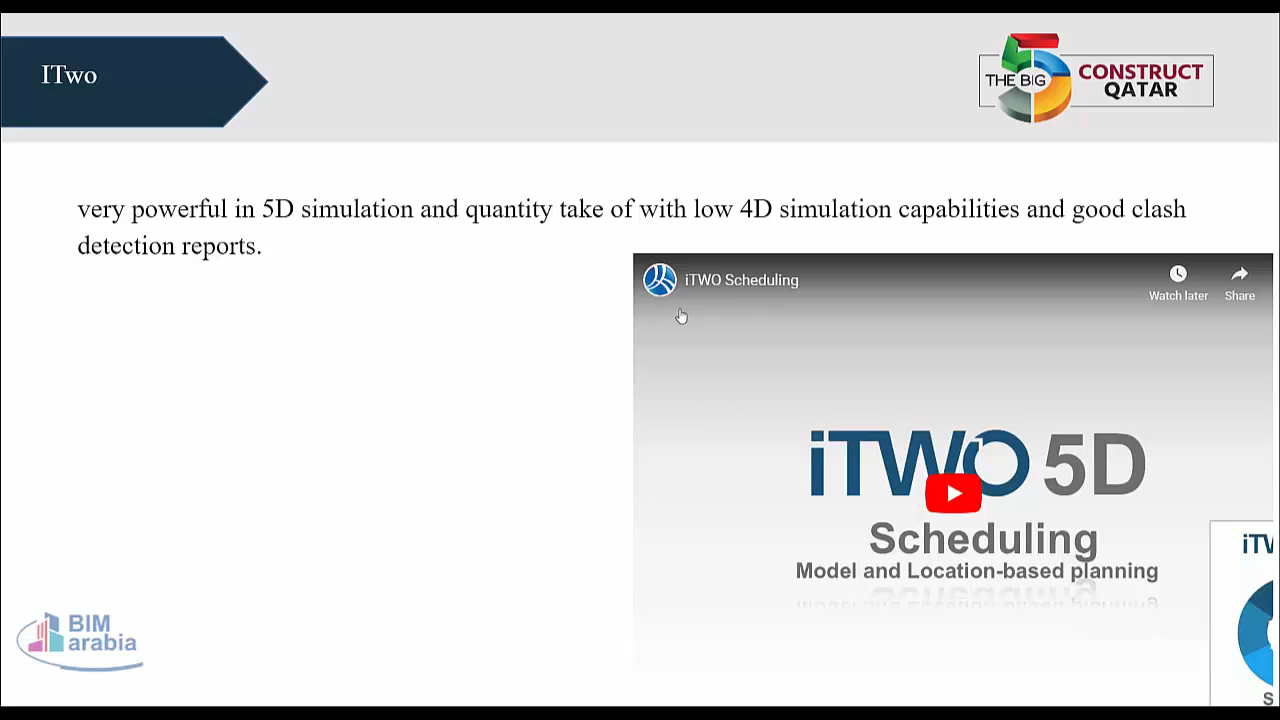 ITwo
THE BIG 5
CONSTRUCT
QATAR
very powerful in 5D simulation and quantity take of with low 4D simulation capabilities and good clash
detection reports.
iTWO Scheduling
Watch later
Share
iTWO 5D
Scheduling
Model and Location-based planning
BIM
arabia